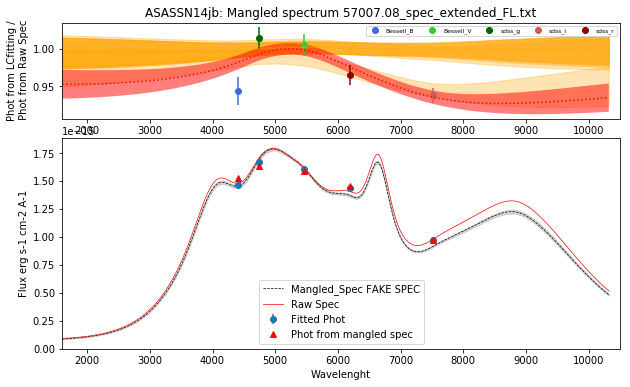 ASASSN14jb: Mangled spectrum 57007.08_spec_extended_FL.txt
Phot from LCfitting /
Phot from Raw Spec
1.00
0.95
Bessell_B
Bessell_V
sdss_g
sdss_i
sdss_r
2000 3000 4000 5000 6000 7000 8000 9000 10000
1e−15
Flux erg s-1 cm-2 A-1
1.75
1.50
1.25
1.00
0.75
0.50
0.25
0.00
Mangled_Spec FAKE SPEC
Raw Spec
Fitted Phot
Phot from mangled spec
2000 3000 4000 5000 6000 7000 8000 9000 10000
Wavelenght